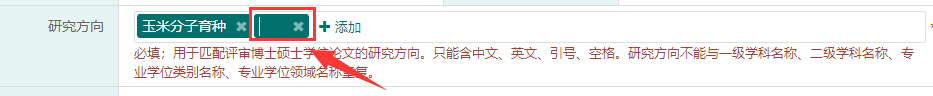 研究方向 玉米分子育种 × × + 添加 *
必填；用于匹配评审博士硕士学位论文的研究方向。只能含中文、英文、引号、空格。研究方向不能与一级学科名称、二级学科名称、专
业学位类别名称、专业学位领域名称重复。